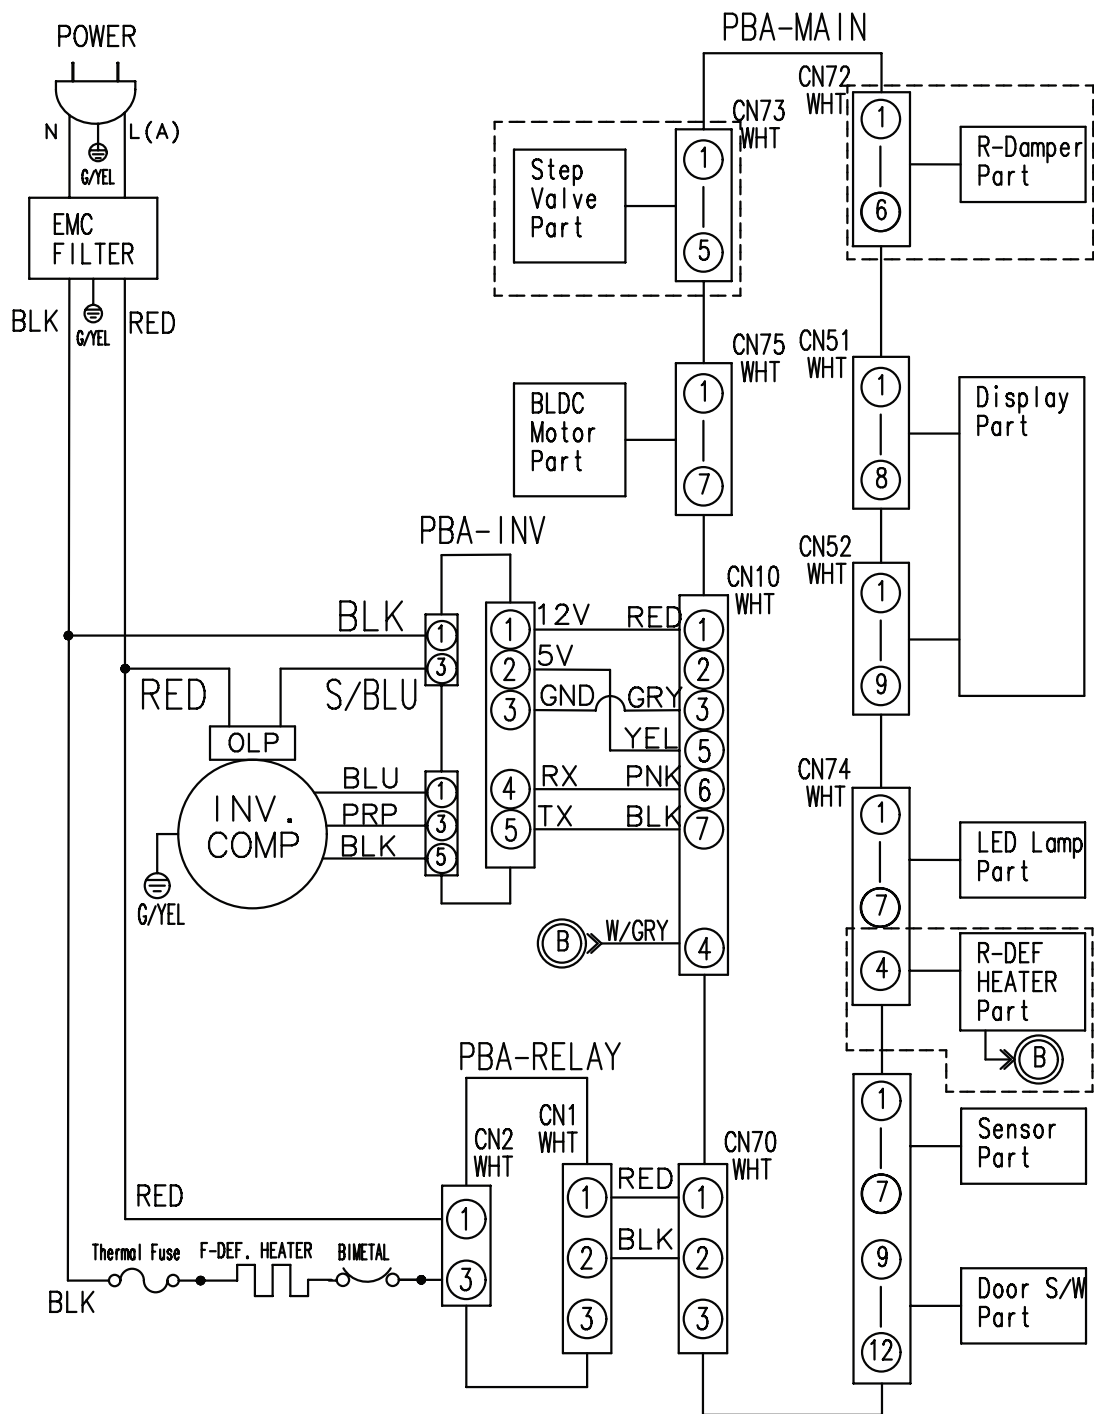 POWER
N
L(A)
G/YEL
EMC
FILTER
BLK
G/YEL
RED
PBA-MAIN
CN73
WHT
1
5
Step
Valve
Part
CN72
WHT
1
6
R-Damper
Part
CN75
WHT
1
7
BLDC
Motor
Part
CN51
WHT
1
8
Display
Part
CN52
WHT
1
9
PBA-INV
BLK
1
3
RED
S/BLU
OLP
INV.
COMP
G/YEL
BLU
PRP
BLK
1
3
5
1
2
3
4
5
12V
RED
5V
GND
GRY
YEL
RX
PNK
TX
BLK
CN10
WHT
1
2
3
5
6
7
4
B
W/GRY
CN74
WHT
1
7
4
LED Lamp
Part
R-DEF
HEATER
Part
B
PBA-RELAY
CN2
WHT
1
3
CN1
WHT
1
2
3
RED
BLK
CN70
WHT
1
2
3
1
7
9
12
Sensor
Part
Door S/W
Part
RED
Thermal Fuse
F-DEF. HEATER
BIMETAL
BLK